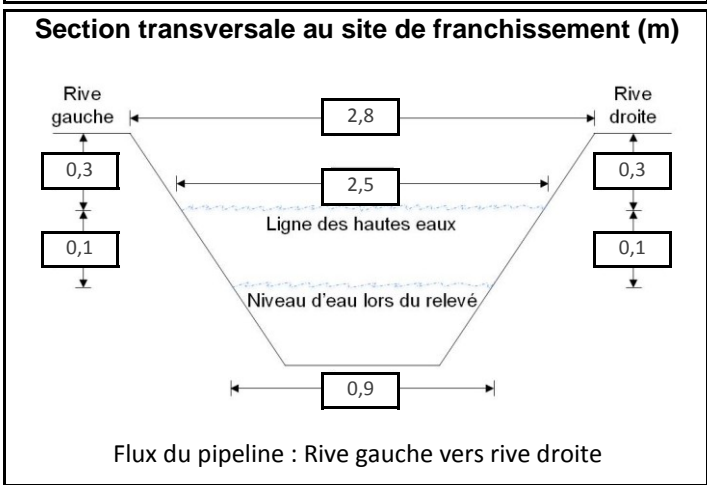 Section transversale au site de franchissement (m)
Rive
gauche
2,8
Rive
droite
0,3
2,5
0,3
Ligne des hautes eaux
0,1
0,1
Niveau d'eau lors du relevé
0,9
Flux du pipeline : Rive gauche vers rive droite